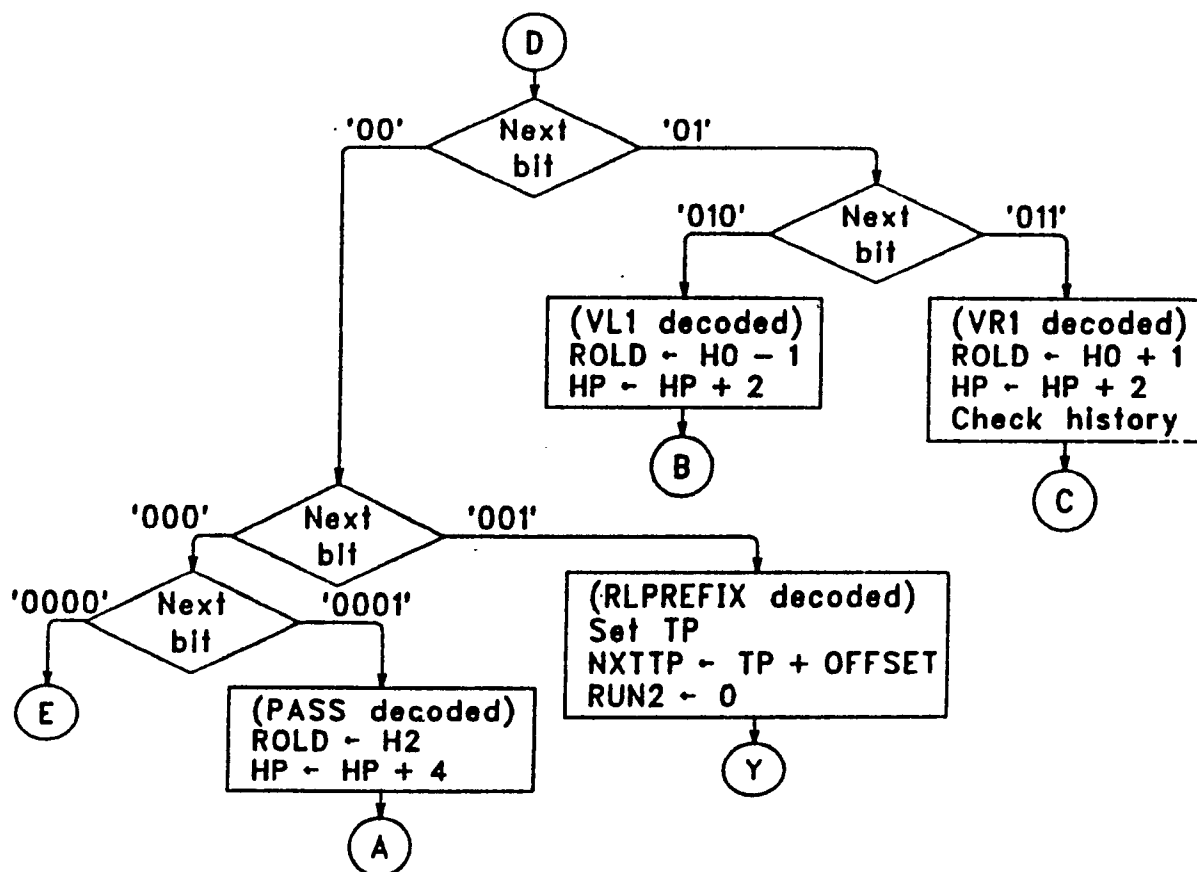 D
'00'
Next
bit
'01'
'010'
Next
bit
'011'
(VL1 decoded)
ROLD ← H0 - 1
HP ← HP + 2
B
(VR1 decoded)
ROLD ← H0 + 1
HP ← HP + 2
Check history
C
'000'
Next
bit
'001'
'0000'
Next
bit
'0001'
E
(PASS decoded)
ROLD ← H2
HP ← HP + 4
A
(RLPREFIX decoded)
Set TP
NXTTP ← TP + OFFSET
RUN2 ← 0
Y